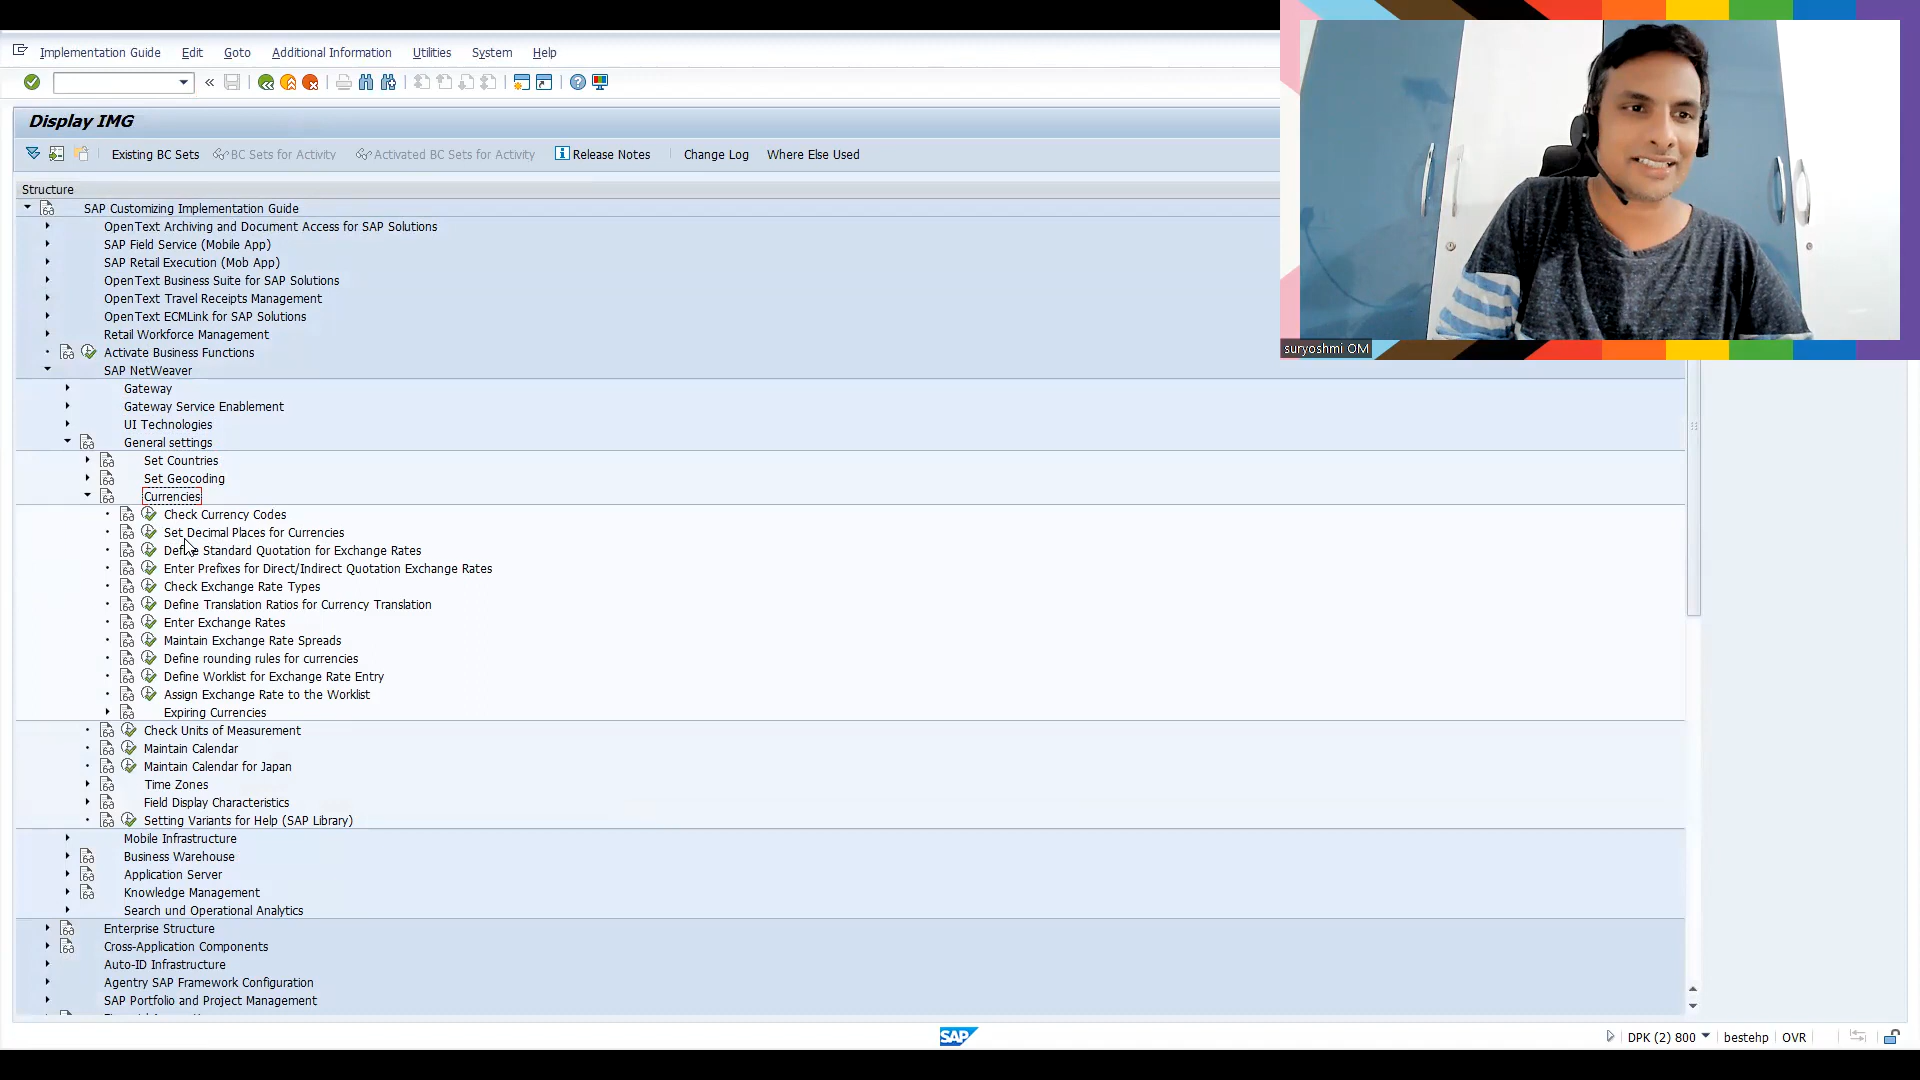 Implementation Guide Edit Goto Additional Information Utilities System Help
Display IMG
Existing BC Sets BC Sets for Activity Activated BC Sets for Activity Release Notes Change Log Where Else Used
Structure
SAP Customizing Implementation Guide
OpenText Archiving and Document Access for SAP Solutions
SAP Field Service (Mobile App)
SAP Retail Execution (Mob App)
OpenText Business Suite for SAP Solutions
OpenText Travel Receipts Management
OpenText ECMLink for SAP Solutions
Retail Workforce Management
suryoshmi OM
Activate Business Functions
SAP NetWeaver
Gateway
Gateway Service Enablement
UI Technologies
General settings
Set Countries
Set Geocoding
Currencies
Check Currency Codes
Set Decimal Places for Currencies
Define Standard Quotation for Exchange Rates
Enter Prefixes for Direct/Indirect Quotation Exchange Rates
Check Exchange Rate Types
Define Translation Ratios for Currency Translation
Enter Exchange Rates
Maintain Exchange Rate Spreads
Define rounding rules for currencies
Define Worklist for Exchange Rate Entry
Assign Exchange Rate to the Worklist
Expiring Currencies
Check Units of Measurement
Maintain Calendar
Maintain Calendar for Japan
Time Zones
Field Display Characteristics
Setting Variants for Help (SAP Library)
Mobile Infrastructure
Business Warehouse
Application Server
Knowledge Management
Search und Operational Analytics
Enterprise Structure
Cross-Application Components
Auto-ID Infrastructure
Agentry SAP Framework Configuration
SAP Portfolio and Project Management
SAP
DPK (2) 800 bestehp OVR